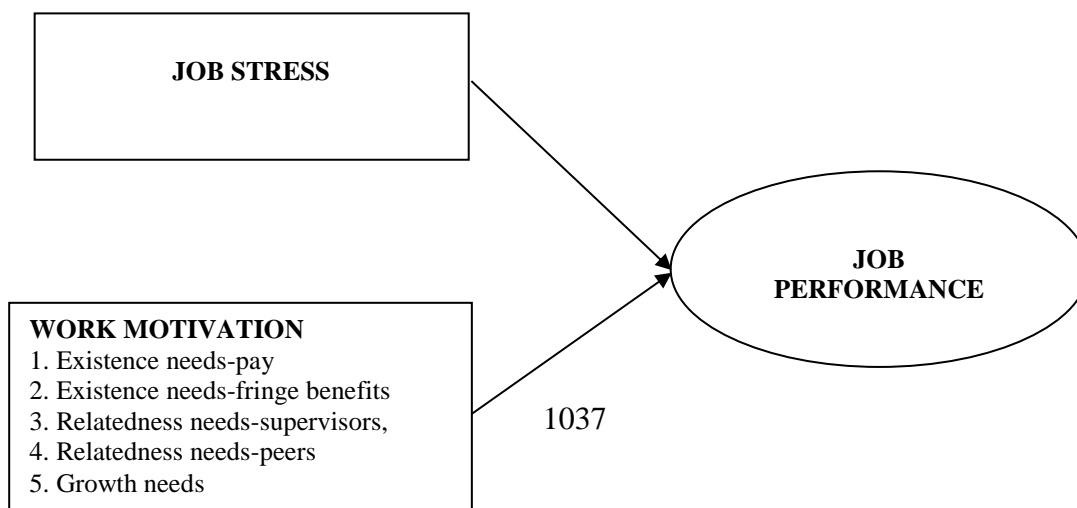 JOB STRESS
JOB
PERFORMANCE
WORK MOTIVATION
1. Existence needs-pay
2. Existence needs-fringe benefits
3. Relatedness needs-supervisors,
4. Relatedness needs-peers
5. Growth needs
1037